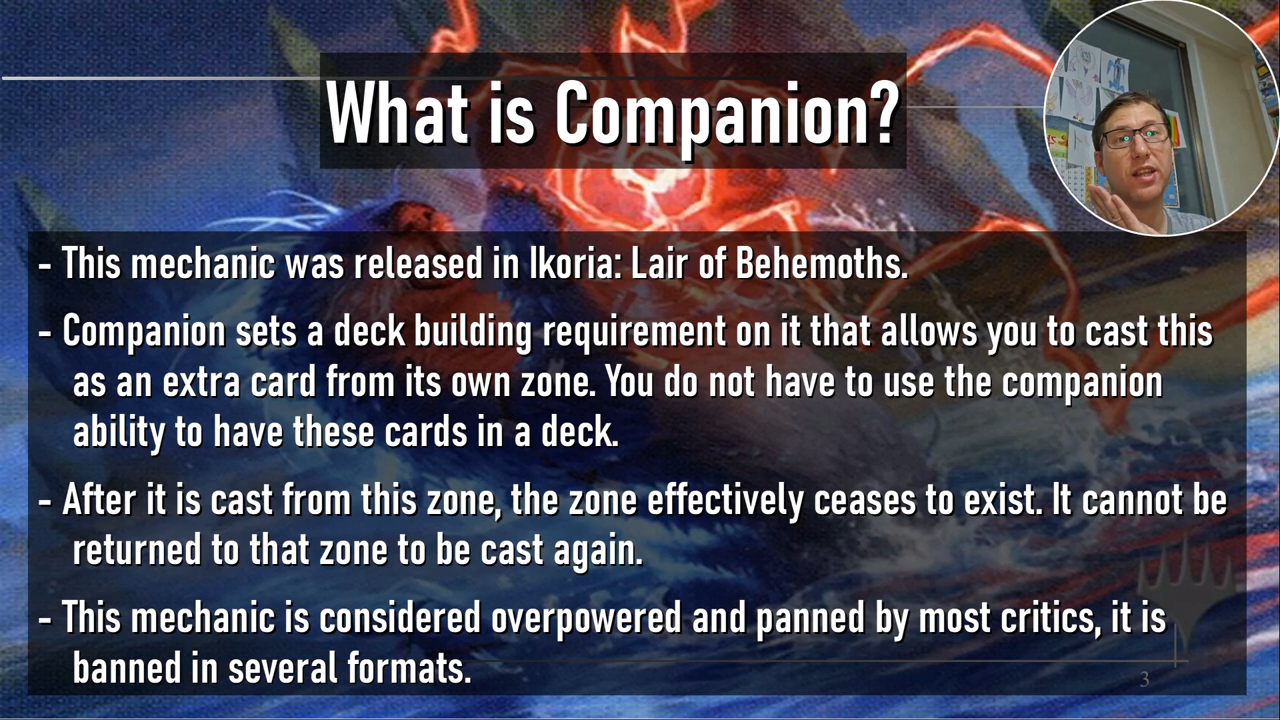 What is Companion?
- This mechanic was released in Ikoria: Lair of Behemoths.
- Companion sets a deck building requirement on it that allows you to cast this
as an extra card from its own zone. You do not have to use the companion
ability to have these cards in a deck.
- After it is cast from this zone, the zone effectively ceases to exist. It cannot be
returned to that zone to be cast again.
- This mechanic is considered overpowered and panned by most critics, it is
banned in several formats.
3